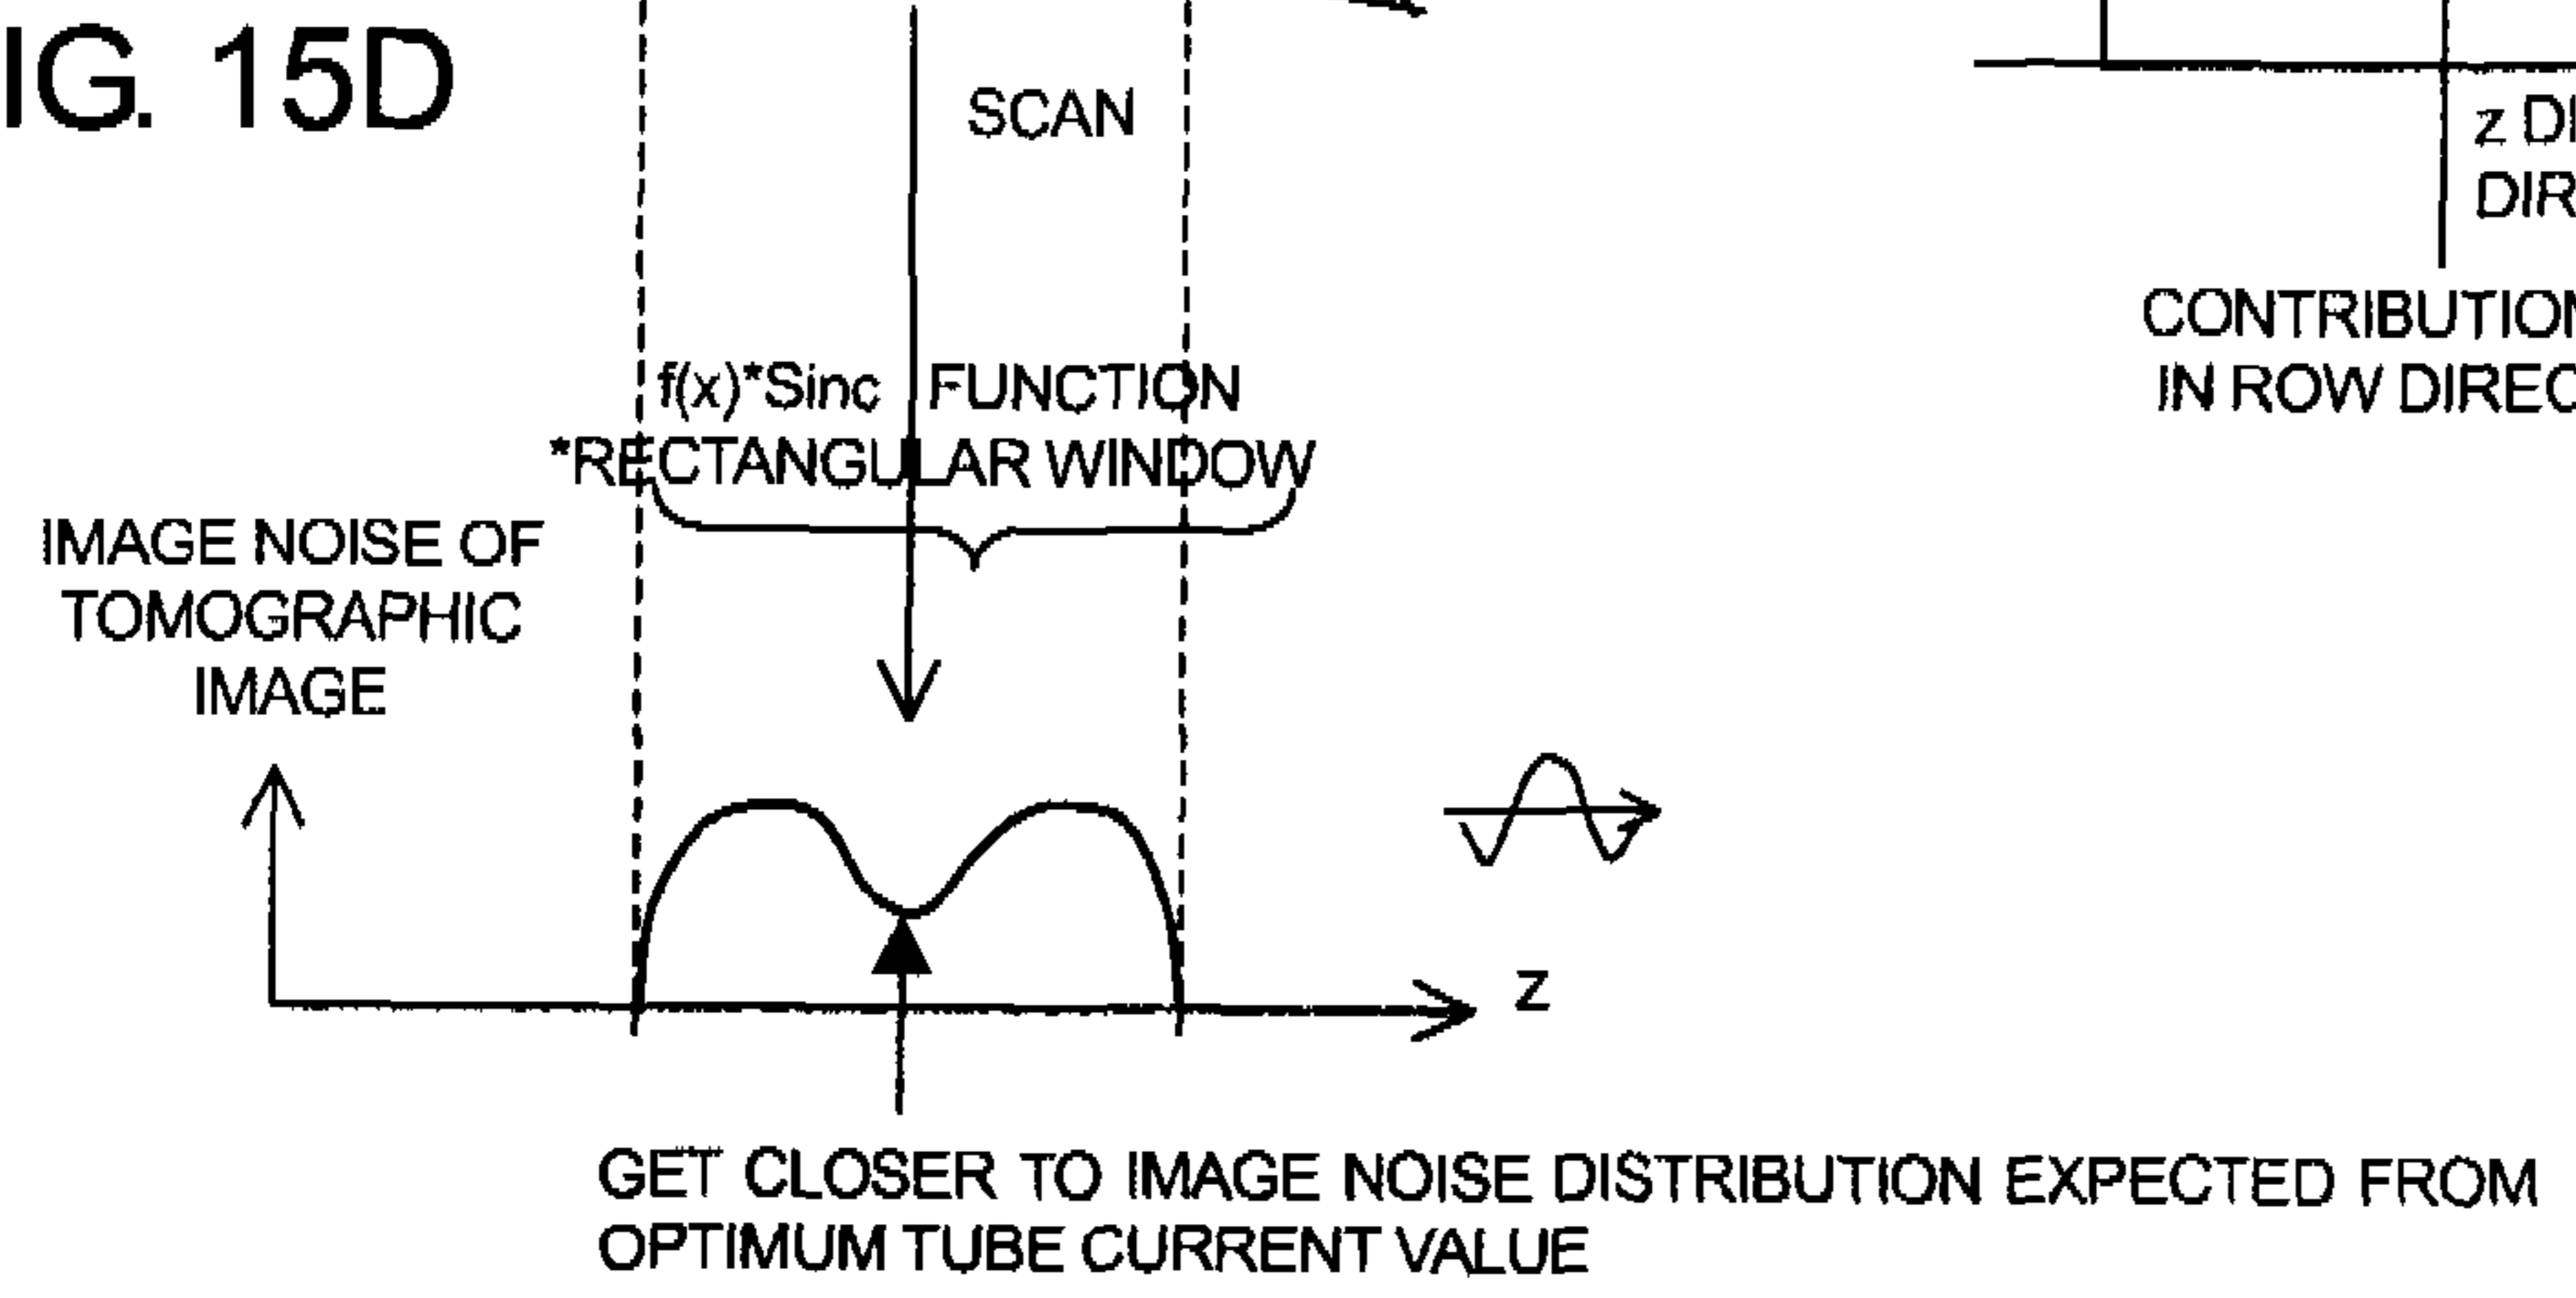 IG. 15D
SCAN
z DI
DIR
CONTRIBUTION
IN ROW DIREC
f(x)*Sinc FUNCTION
*RECTANGULAR WINDOW
IMAGE NOISE OF
TOMOGRAPHIC
IMAGE
z
GET CLOSER TO IMAGE NOISE DISTRIBUTION EXPECTED FROM
OPTIMUM TUBE CURRENT VALUE